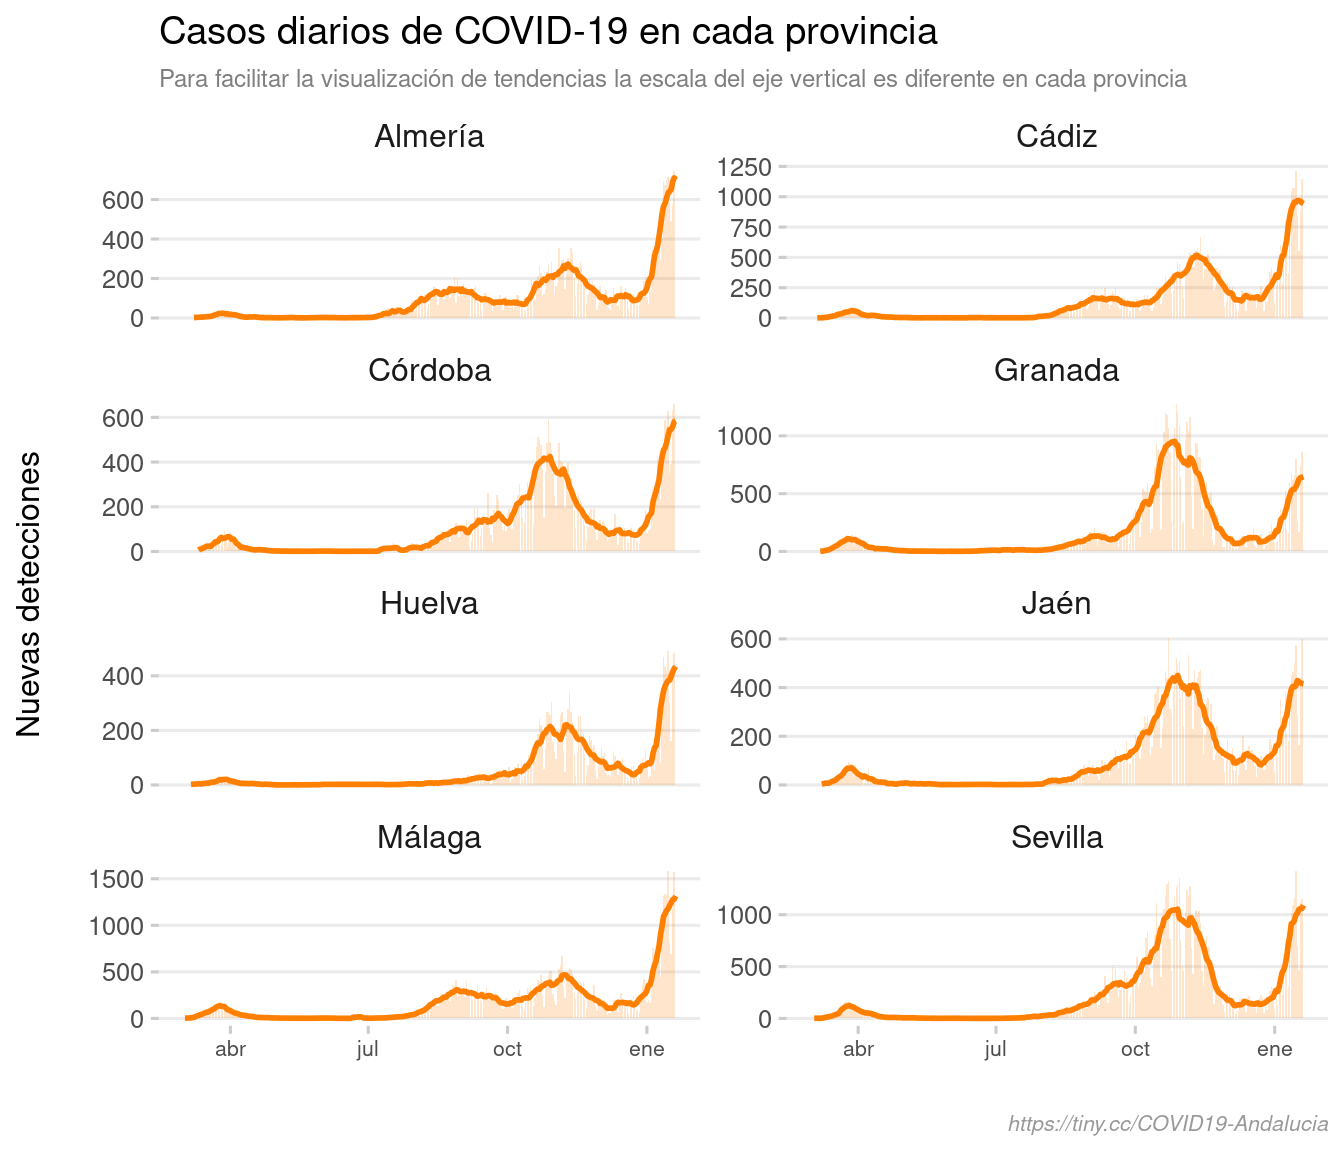 Casos diarios de COVID-19 en cada provincia
Para facilitar la visualización de tendencias la escala del eje vertical es diferente en cada provincia
Nuevas detecciones
Almería
600
400
200
0
Cádiz
1250
1000
750
500
250
0
Córdoba
600
400
200
0
Granada
1000
500
0
Huelva
400
200
0
Jaén
600
400
200
0
Málaga
1500
1000
500
0
abr jul oct ene
Sevilla
1000
500
0
abr jul oct ene
https://tiny.cc/COVID19-Andalucia